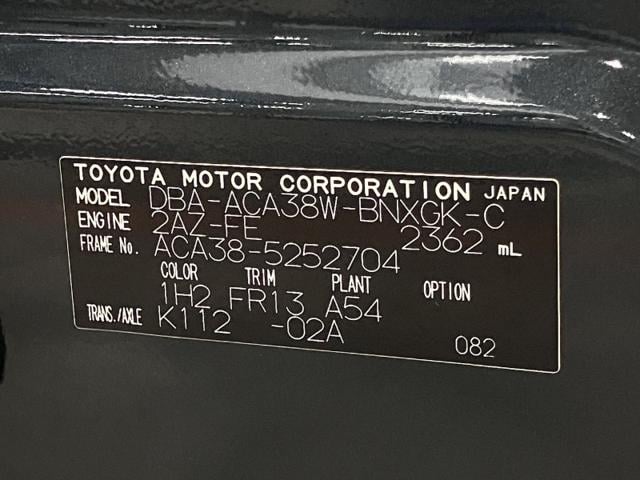 TOYOTA MOTOR CORPORATION JAPAN
MODEL DBA-ACA38W-BNXGK-C
ENGINE 2AZ-FE 2362 mL
FRAME No. ACA38-5252704
COLOR TRIM PLANT OPTION
1H2 FR13 A54
TRANS./AXLE K112 -02A 082